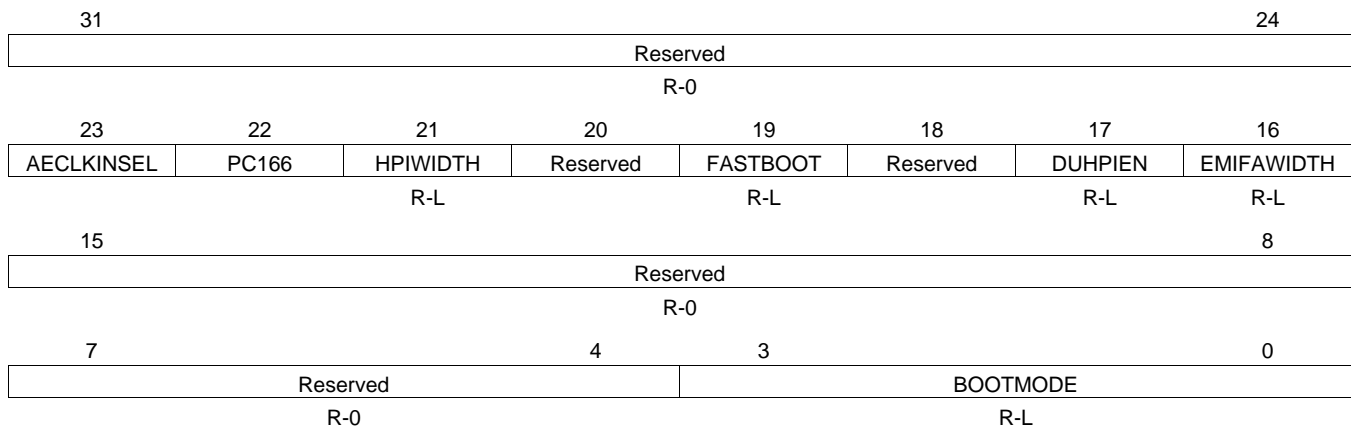 31 24
Reserved
R-0
23 22 21 20 19 18 17 16
AECLKINSEL PC166 HPIWIDTH Reserved FASTBOOT Reserved DUHPIEN EMIFAWIDTH
R-L R-L R-L R-L
15 8
Reserved
R-0
7 4 3 0
Reserved BOOTMODE
R-0 R-L